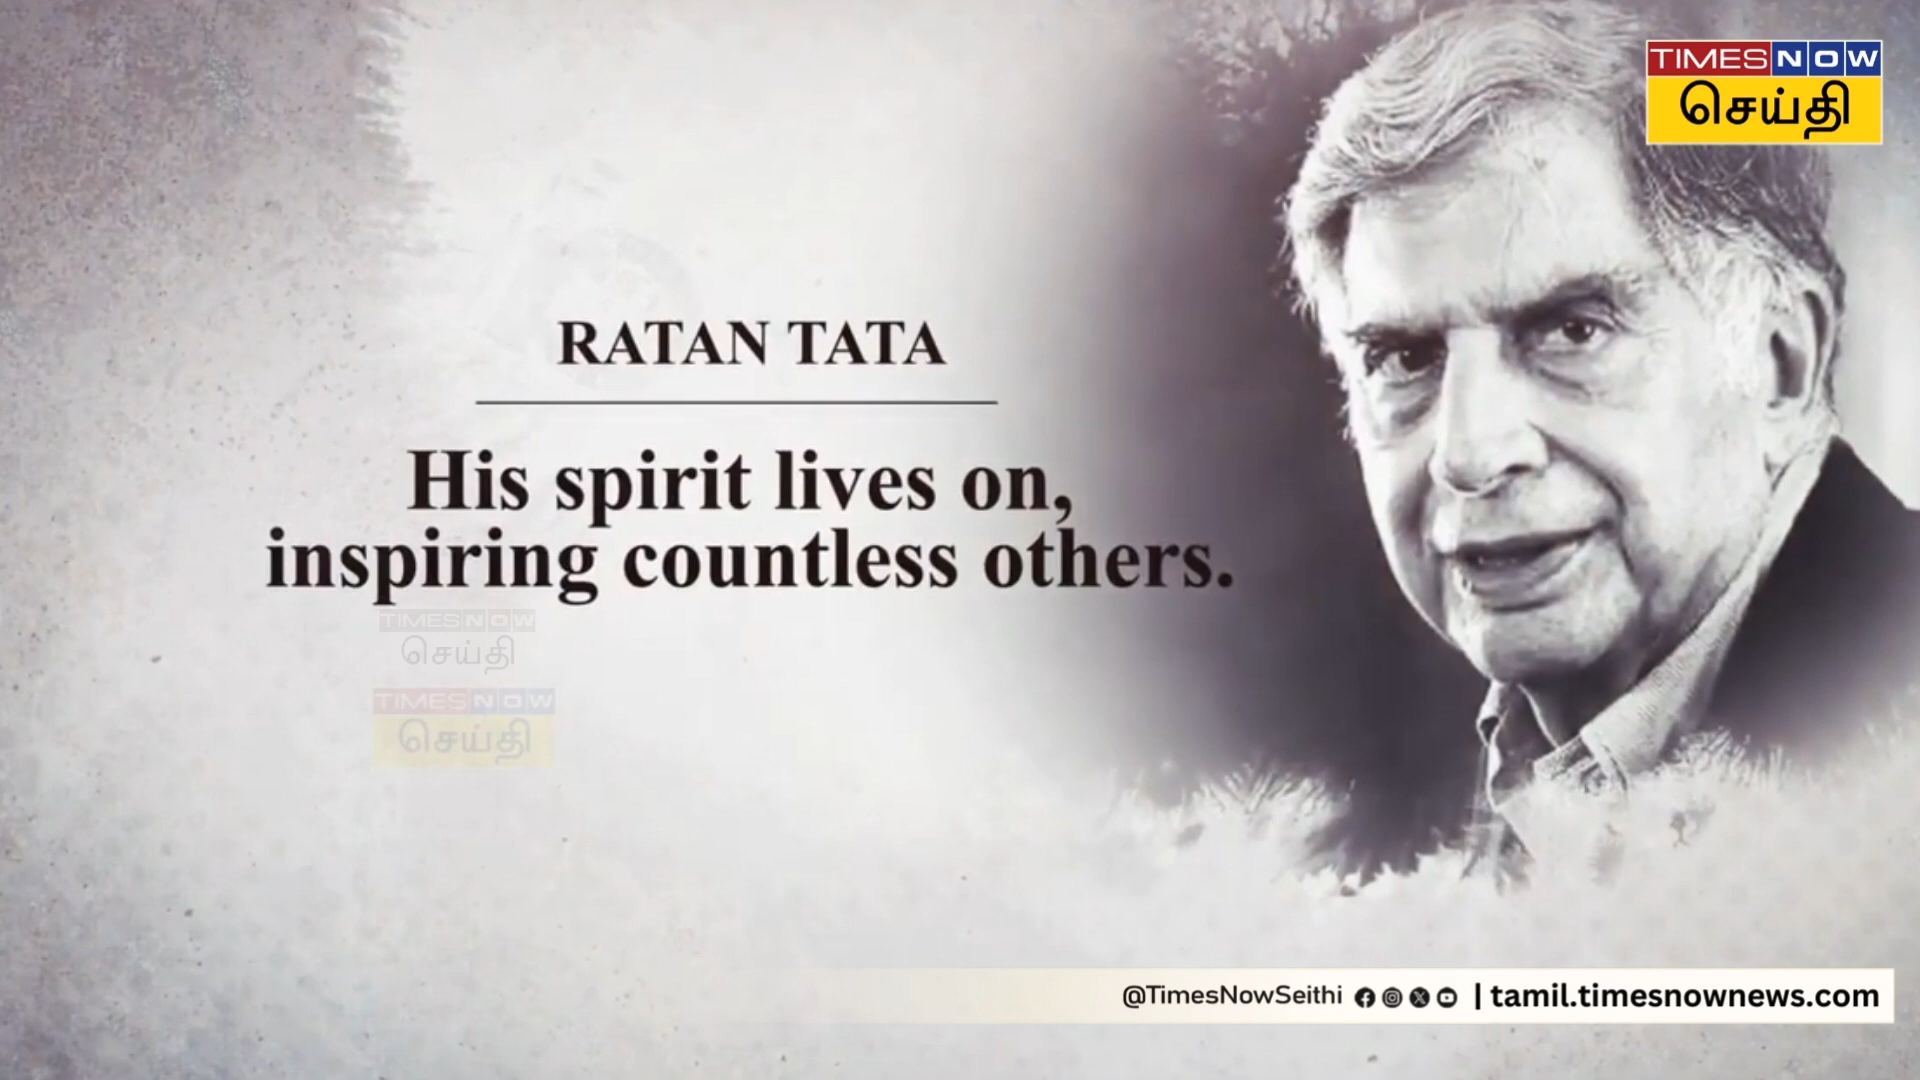 TIMES NOW
செய்தி
RATAN TATA
His spirit lives on,
inspiring countless others.
TIMES NOW
செய்தி
TIMES NOW
செய்தி
@TimesNowSeithi | tamil.timesnownews.com